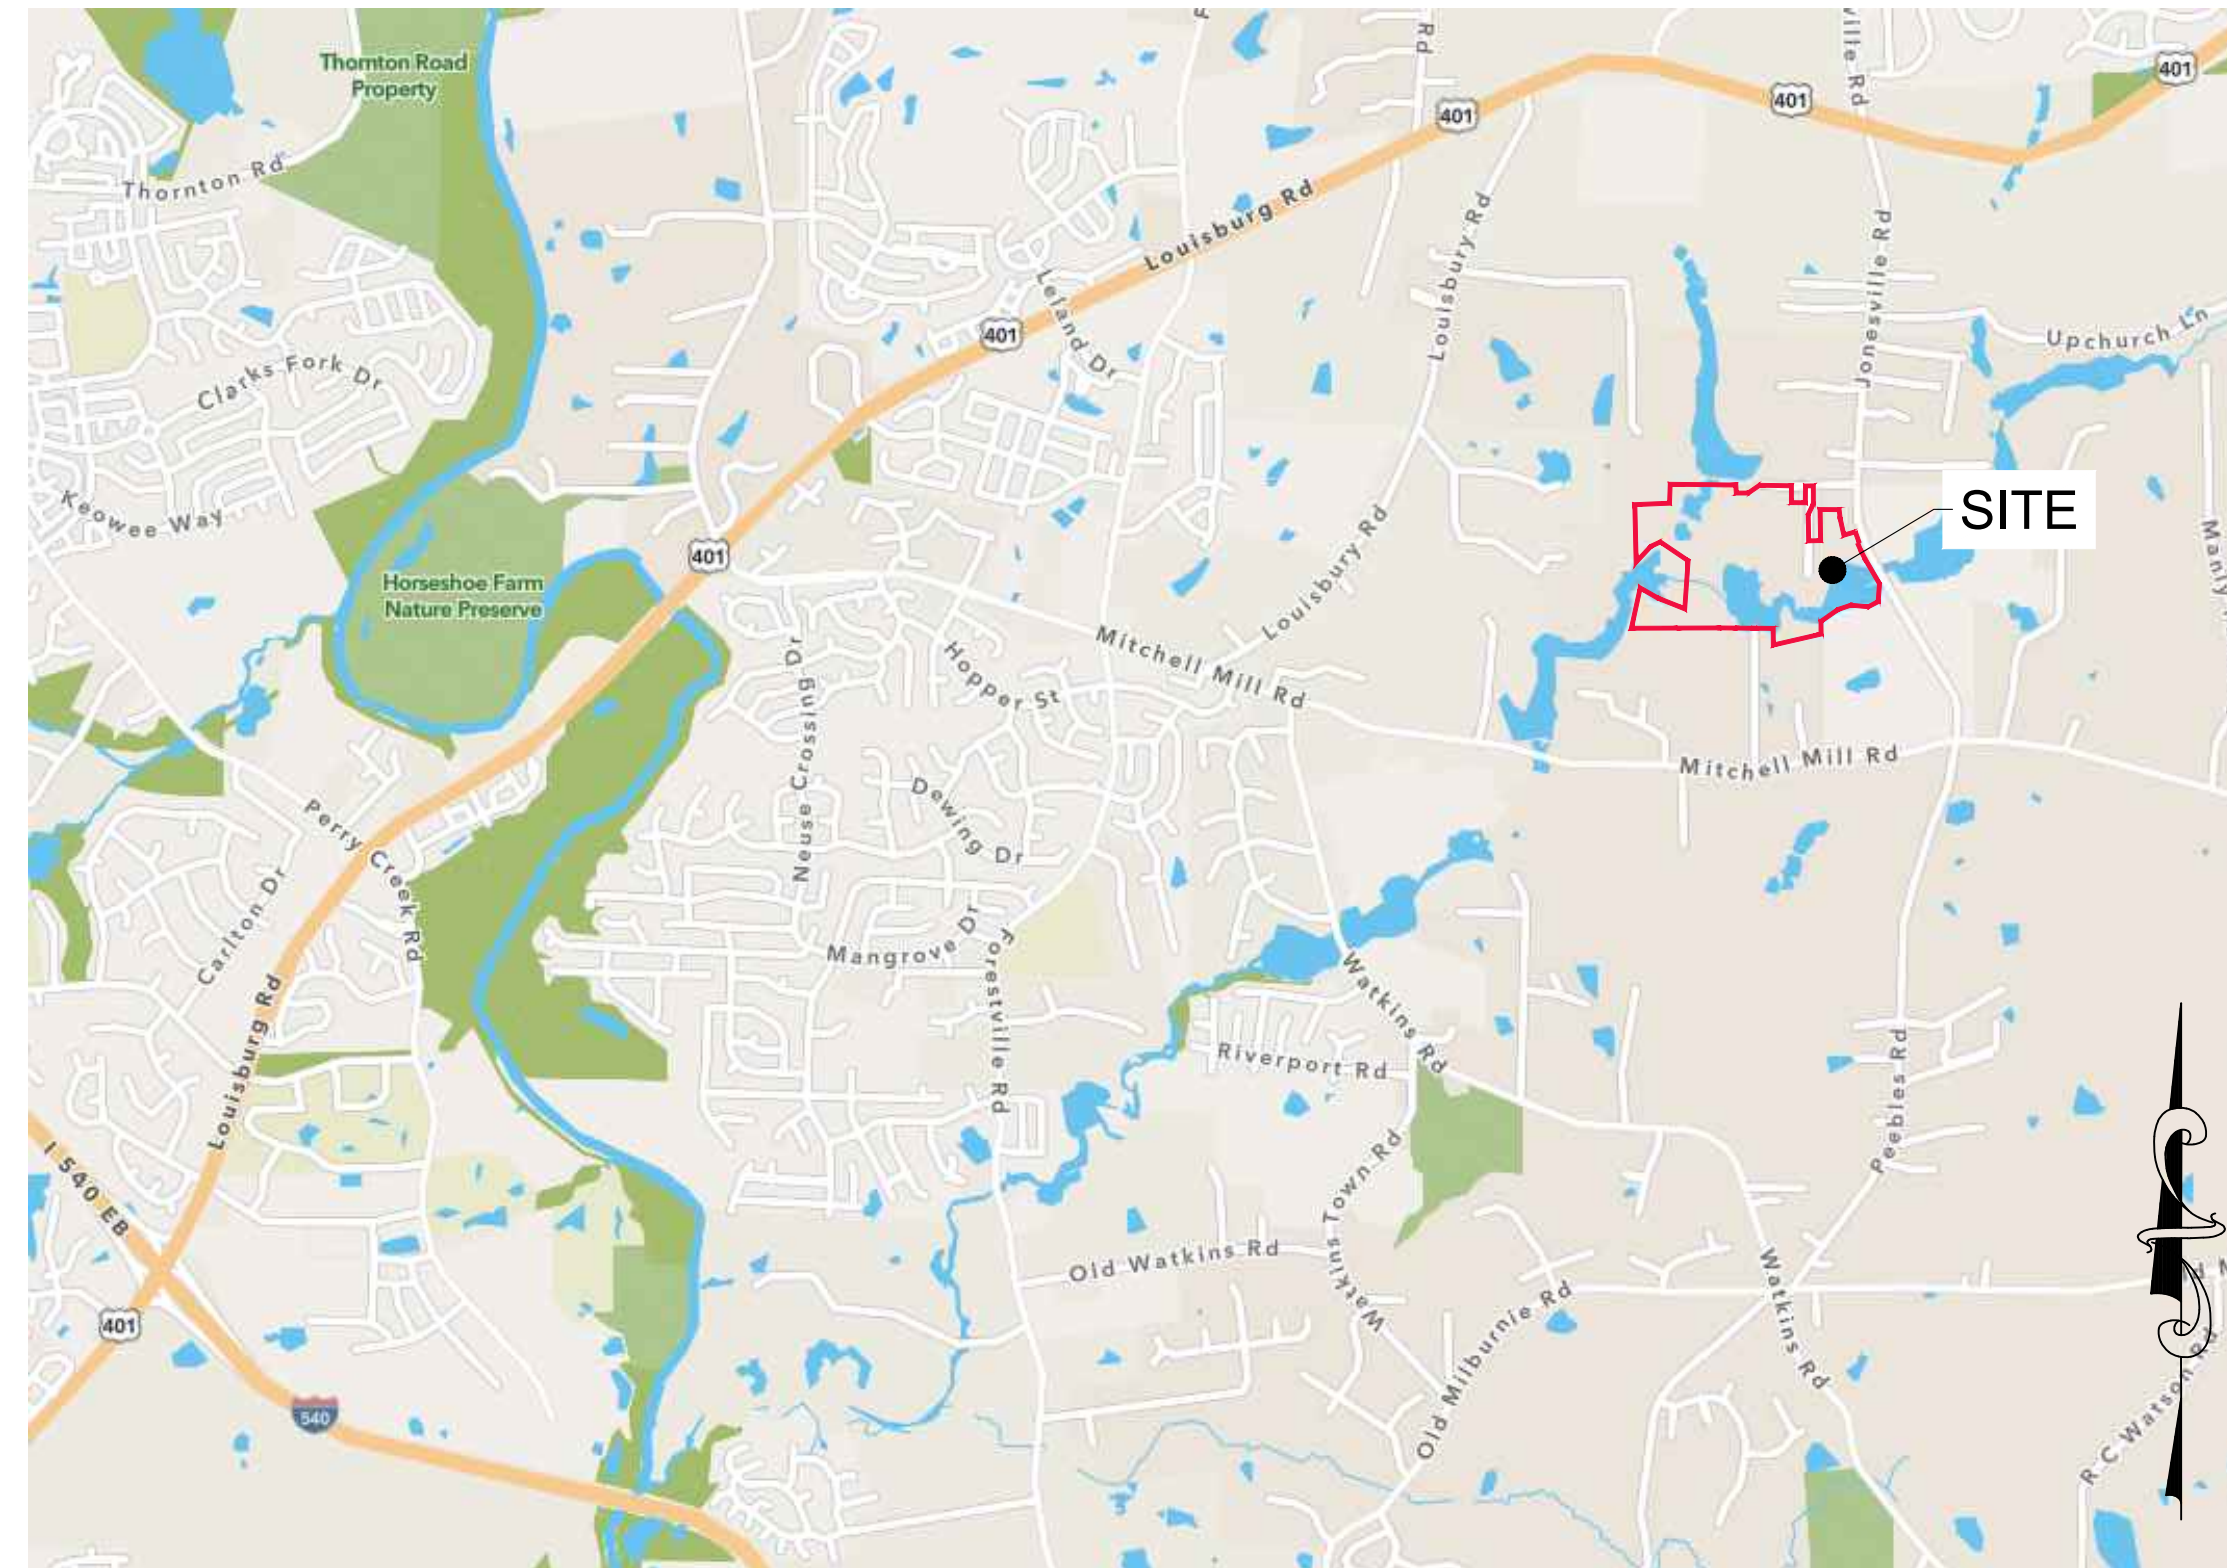 Thornton Road
Property
401
401
401
Rd
ville Rd
Thornton Rd
Louisburg Rd
Louisbury Rd
Jonesville Rd
Upchurch Ln
401
Leland Dr
Clarks Fork Dr
Keowee Way
SITE
401
Horseshoe Farm
Nature Preserve
Louisbury Rd
Manly
Mitchell Mill Rd
Hopper St
Neuse Crossing Dr
Mitchell Mill Rd
Dewing Dr
Perry Creek Rd
Carlton Dr
Mangrove Dr
Forestville Rd
Watkins Rd
Louisburg Rd
Riverport Rd
Peebles Rd
I 540 EB
Watkins Town Rd
Old Watkins Rd
Old Milburnie Rd
Watkins Rd
401
540
R C Watson Rd